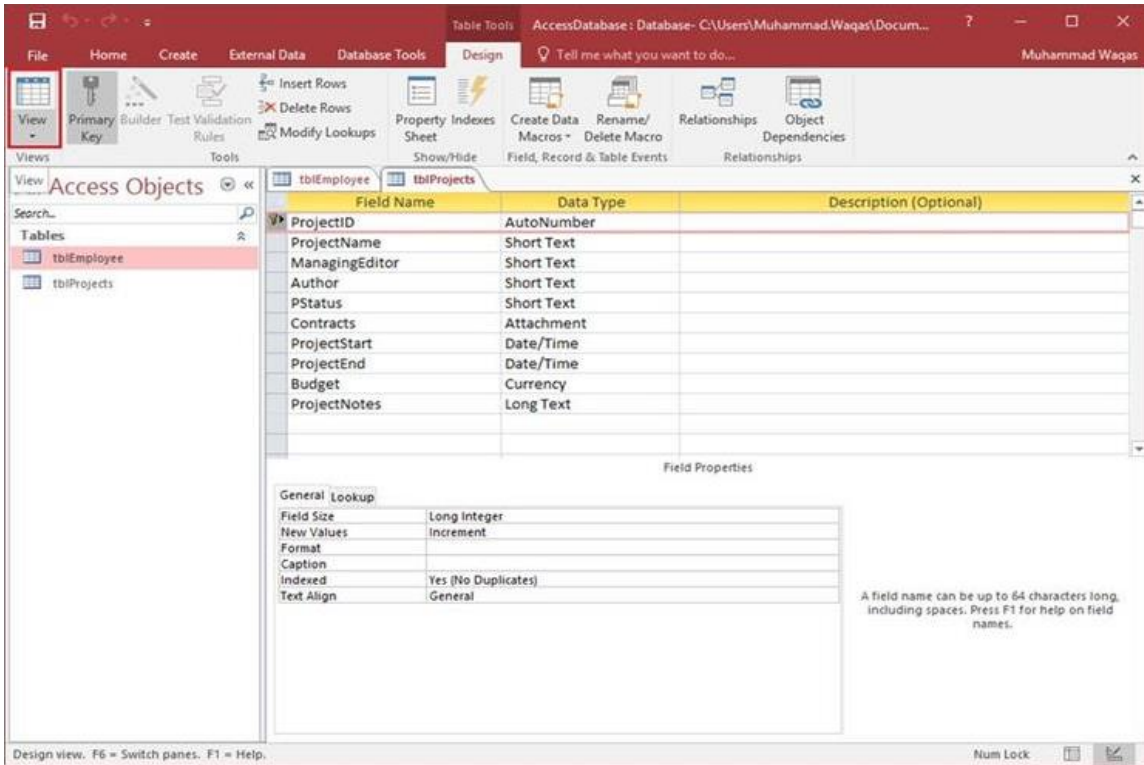 Table Tools
AccessDatabase : Database- C:\Users\Muhammad.Waqas\Docum...
?
File Home Create External Data Database Tools Design Tell me what you want to do... Muhammad Waqas
View
Primary Key
Builder
Test Validation Rules
Insert Rows
Delete Rows
Modify Lookups
Property Sheet
Indexes
Create Data Macros
Rename/ Delete Macro
Relationships
Object Dependencies
Views Tools Show/Hide Field, Record & Table Events Relationships
View
Access Objects
Search...
Tables
tblEmployee
tblProjects
tblEmployee tblProjects
Field Name Data Type Description (Optional)
ProjectID AutoNumber
ProjectName Short Text
ManagingEditor Short Text
Author Short Text
PStatus Short Text
Contracts Attachment
ProjectStart Date/Time
ProjectEnd Date/Time
Budget Currency
ProjectNotes Long Text
Field Properties
General Lookup
Field Size Long Integer
New Values Increment
Format
Caption
Indexed Yes (No Duplicates)
Text Align General
A field name can be up to 64 characters long,
including spaces. Press F1 for help on field
names.
Design view. F6 = Switch panes. F1 = Help. Num Lock